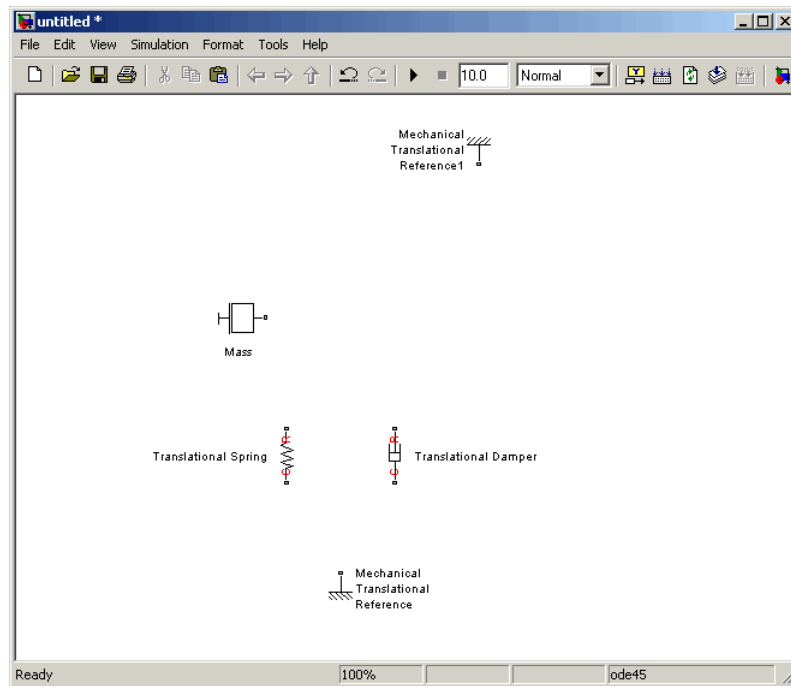 untitled *
File Edit View Simulation Format Tools Help
10.0 Normal
Mechanical
Translational
Reference1
Mass
R R
Translational Spring Translational Damper
C C
Mechanical
Translational
Reference
Ready 100% ode45